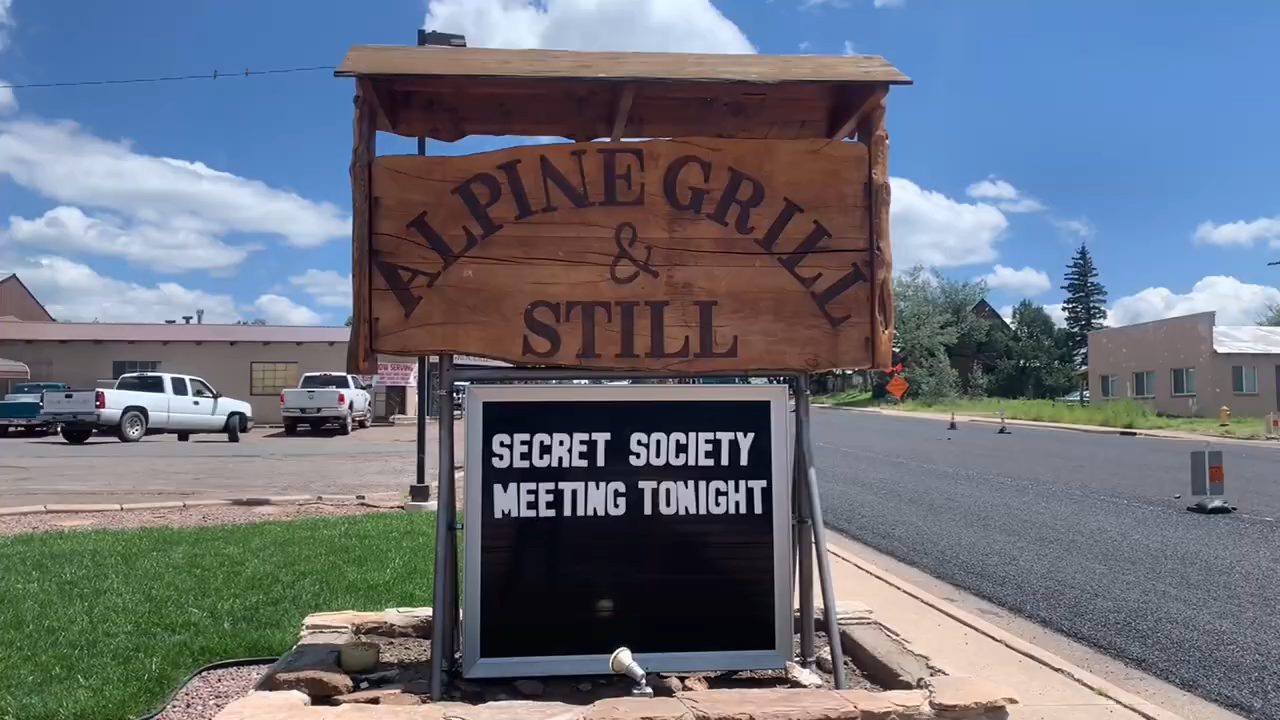 ALPINE GRILL
&
STILL
SECRET SOCIETY
MEETING TONIGHT